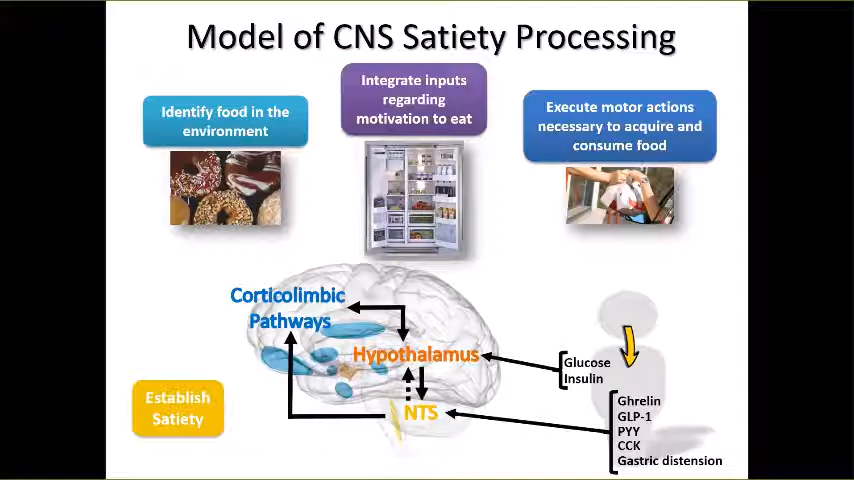 Model of CNS Satiety Processing
Identify food in the
environment
Integrate inputs
regarding
motivation to eat
Execute motor actions
necessary to acquire and
consume food
Corticolimbic
Pathways
Hypothalamus
Glucose
Insulin
Establish
Satiety
NTS
Ghrelin
GLP-1
PYY
CCK
Gastric distension